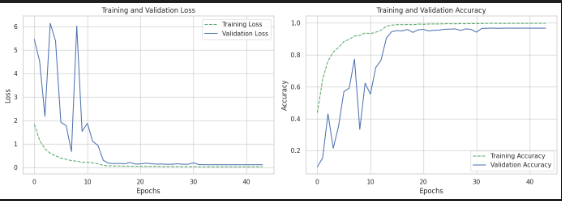 Training and Validation Loss
Training Loss
Validation Loss
6
5
4
3
2
1
0
Loss
0
10
20
30
40
Epochs
Training and Validation Accuracy
1.0
0.8
0.6
0.4
0.2
Accuracy
Training Accuracy
Validation Accuracy
0
10
20
30
40
Epochs